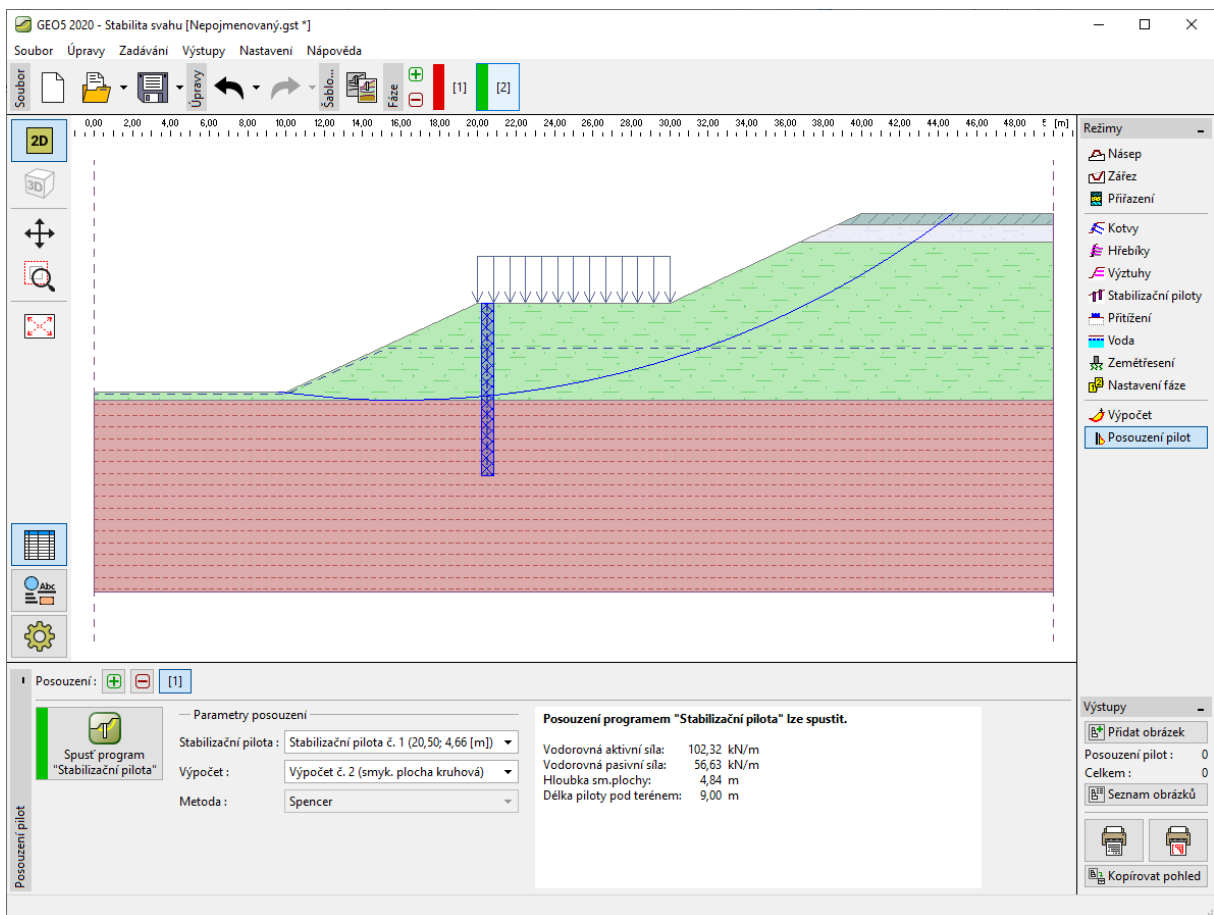 GEO5 2020 - Stabilita svahu [Nepojmenovaný.gst *]
Soubor Úpravy Zadávání Výstupy Nastavení Nápověda
Soubor
Úpravy
Šablo...
Fáze
[1] [2]
2D
3D
0,00 2,00 4,00 6,00 8,00 10,00 12,00 14,00 16,00 18,00 20,00 22,00 24,00 26,00 28,00 30,00 32,00 34,00 36,00 38,00 40,00 42,00 44,00 46,00 48,00 [m]
Režimy
Násep
Zářez
Přiřazení
Kotvy
Hřebíky
Výztuhy
Stabilizační piloty
Přitížení
Voda
Zemětřesení
Nastavení fáze
Výpočet
Posouzení pilot
Abc
Posouzení pilot
Posouzení : [1]
Spusť program
"Stabilizační pilota"
Parametry posouzení
Stabilizační pilota : Stabilizační pilota č. 1 (20,50; 4,66 [m])
Výpočet : Výpočet č. 2 (smyk. plocha kruhová)
Metoda : Spencer
Posouzení programem "Stabilizační pilota" lze spustit.
Vodorovná aktivní síla: 102,32 kN/m
Vodorovná pasivní síla: 56,63 kN/m
Hloubka sm.plochy: 4,84 m
Délka piloty pod terénem: 9,00 m
Výstupy
Přidat obrázek
Posouzení pilot : 0
Celkem : 0
Seznam obrázků
Kopírovat pohled